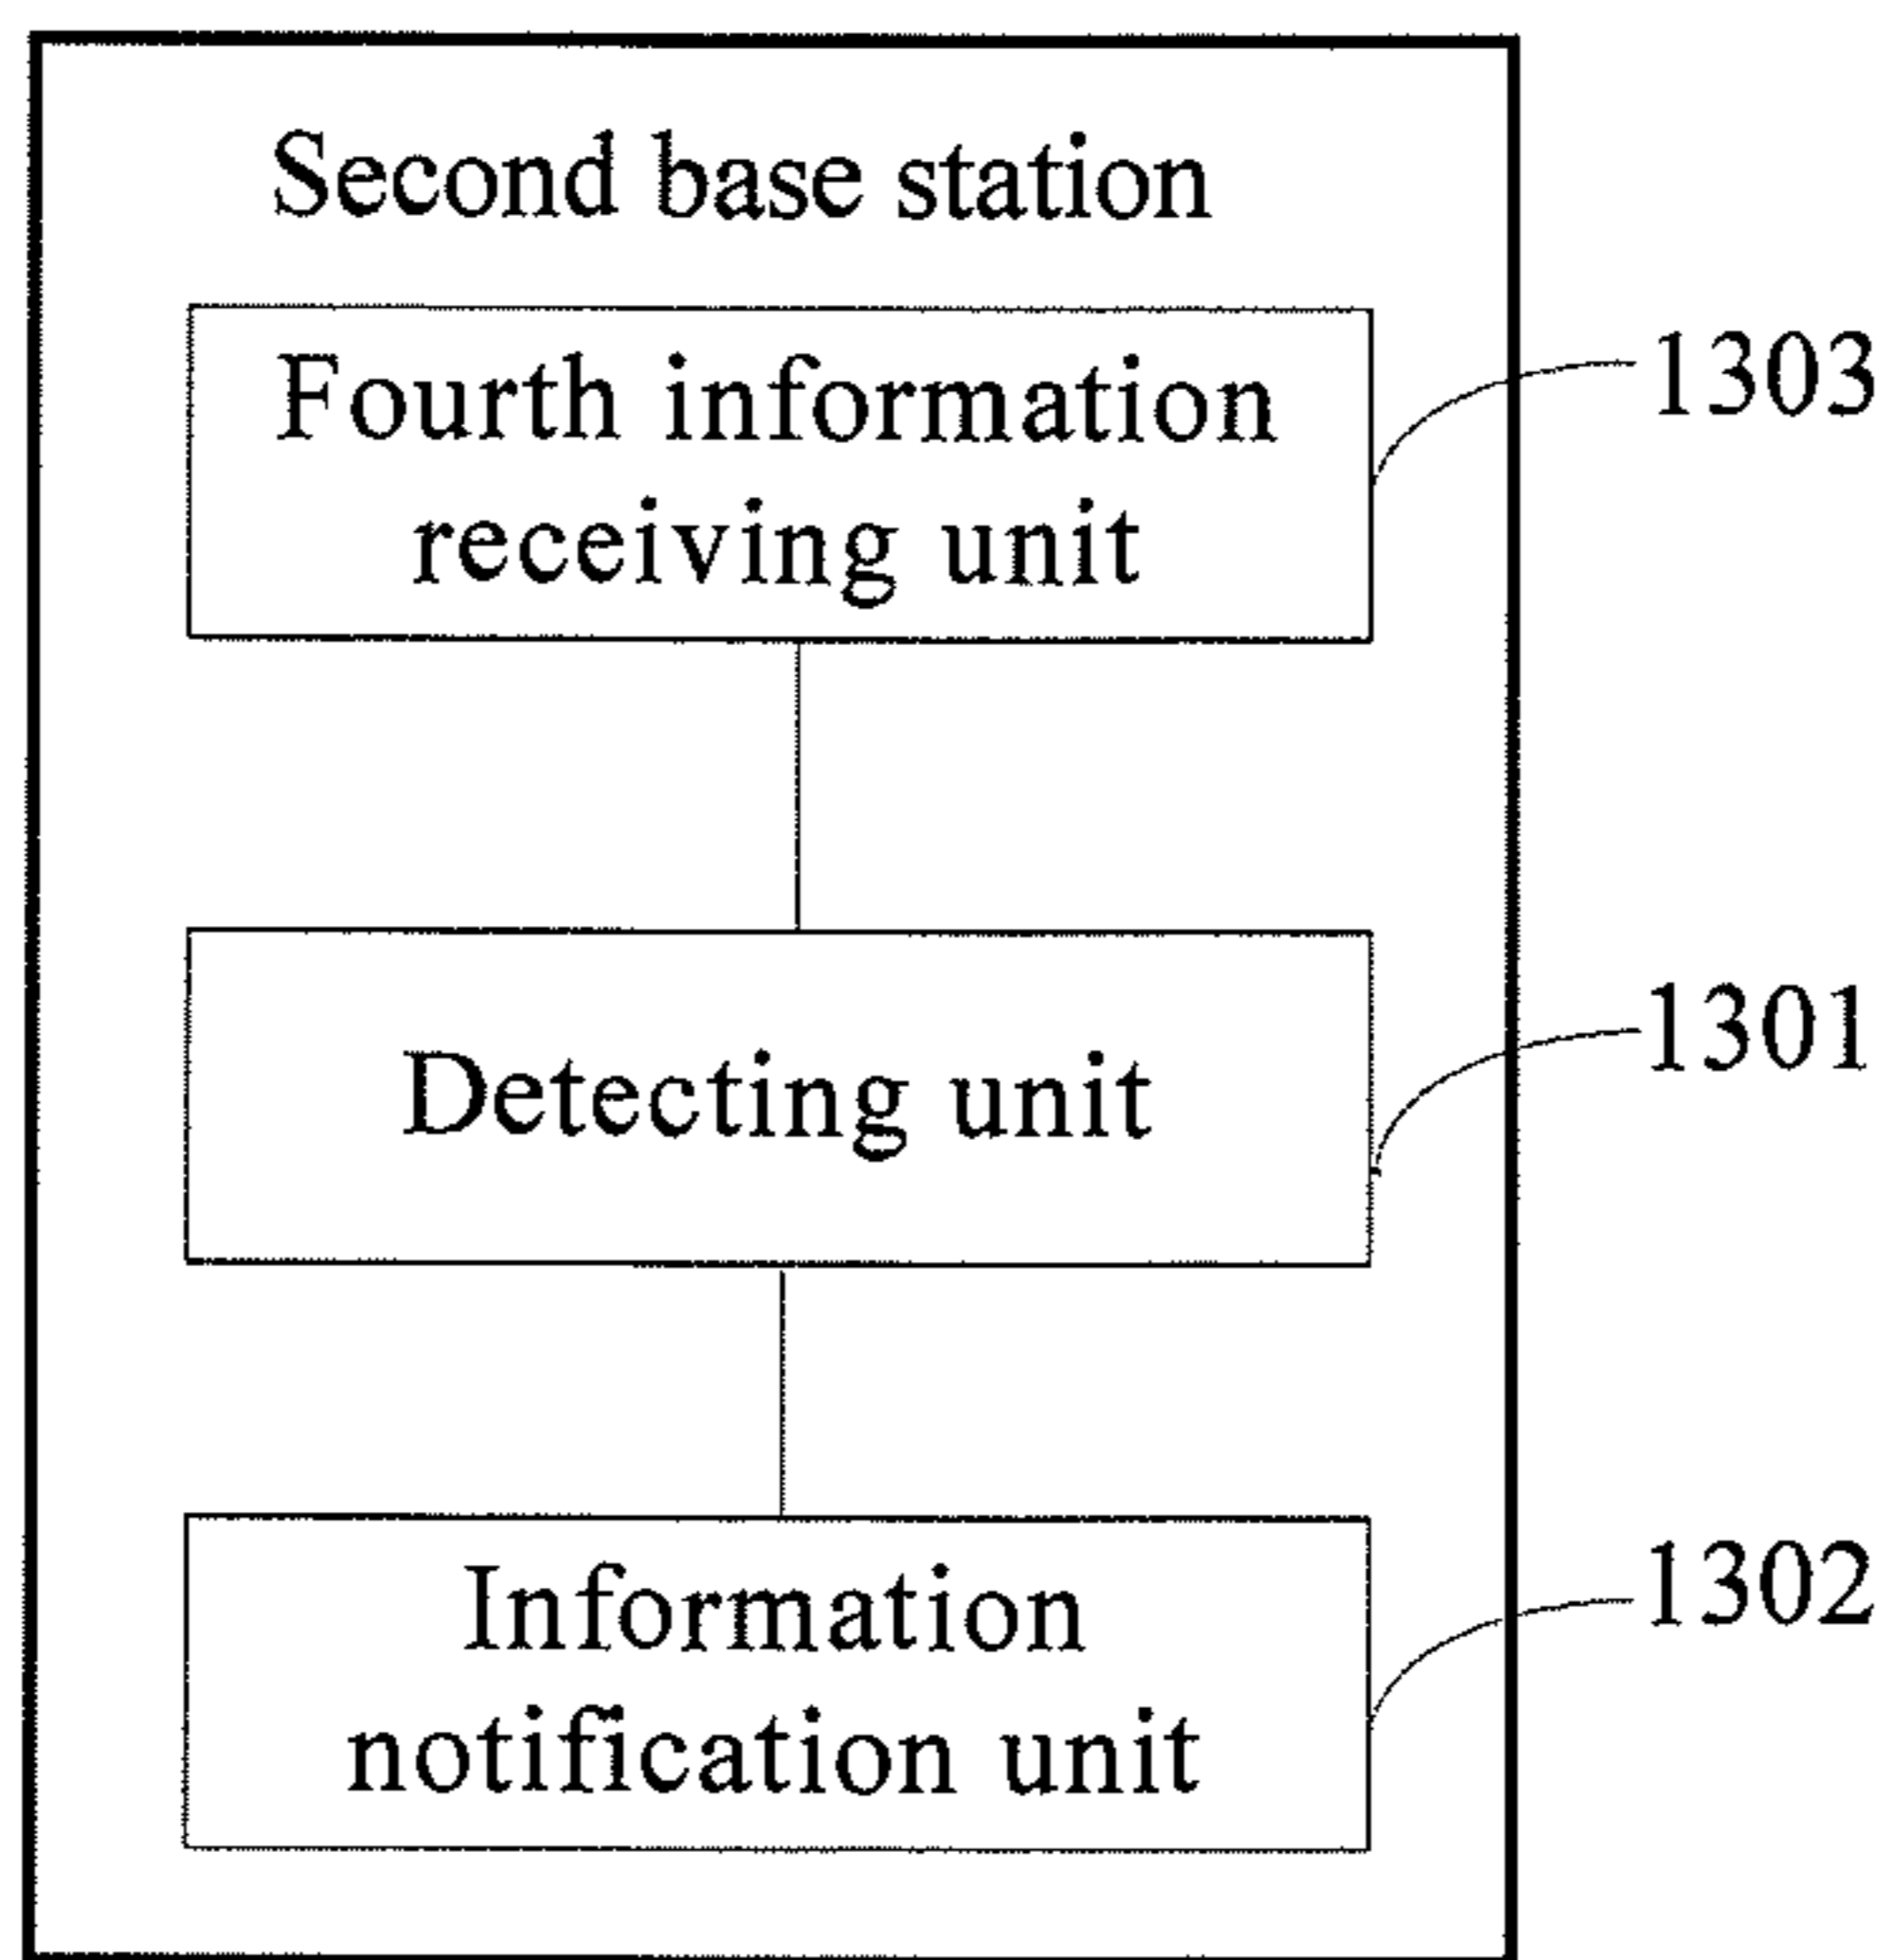 Second base station
Fourth information
receiving unit
1303
Detecting unit
1301
Information
notification unit
1302